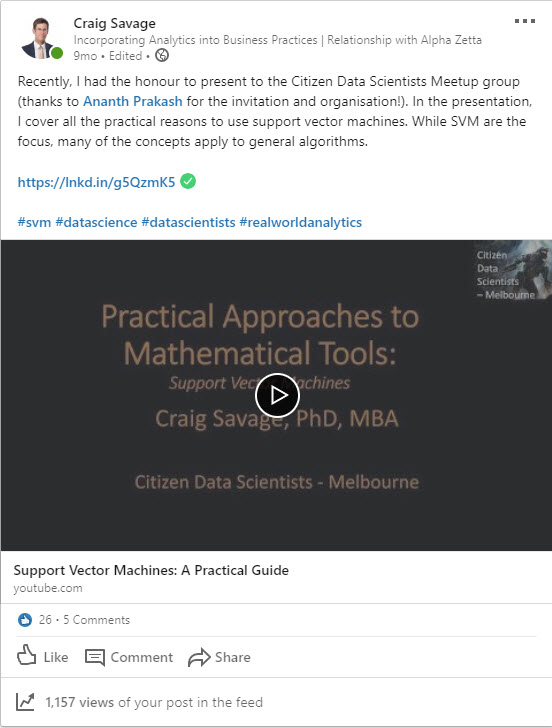 Craig Savage
Incorporating Analytics into Business Practices | Relationship with Alpha Zetta
9mo • Edited •
Recently, I had the honour to present to the Citizen Data Scientists Meetup group
(thanks to Ananth Prakash for the invitation and organisation!). In the presentation,
I cover all the practical reasons to use support vector machines. While SVM are the
focus, many of the concepts apply to general algorithms.
https://lnkd.in/g5QzmK5
#svm #datascience #datascientists #realworldanalytics
Citizen
Data
Scientists
– Melbourne
Practical Approaches to
Mathematical Tools:
Support Vector Machines
Craig Savage, PhD, MBA
Citizen Data Scientists - Melbourne
Support Vector Machines: A Practical Guide
youtube.com
26 • 5 Comments
Like Comment Share
1,157 views of your post in the feed